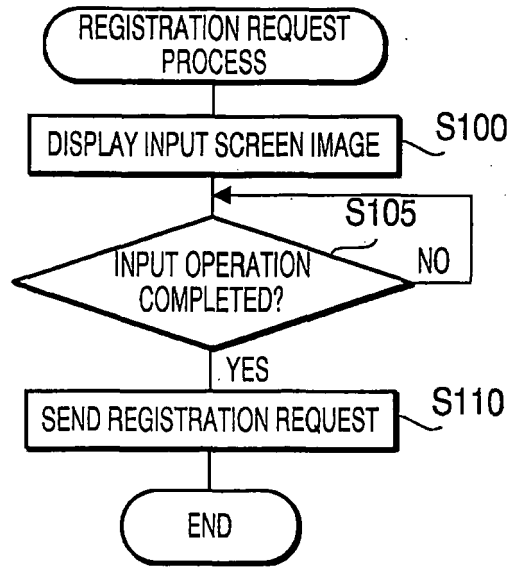 REGISTRATION REQUEST
PROCESS
DISPLAY INPUT SCREEN IMAGE
S100
S105
INPUT OPERATION
COMPLETED?
NO
YES
SEND REGISTRATION REQUEST
S110
END